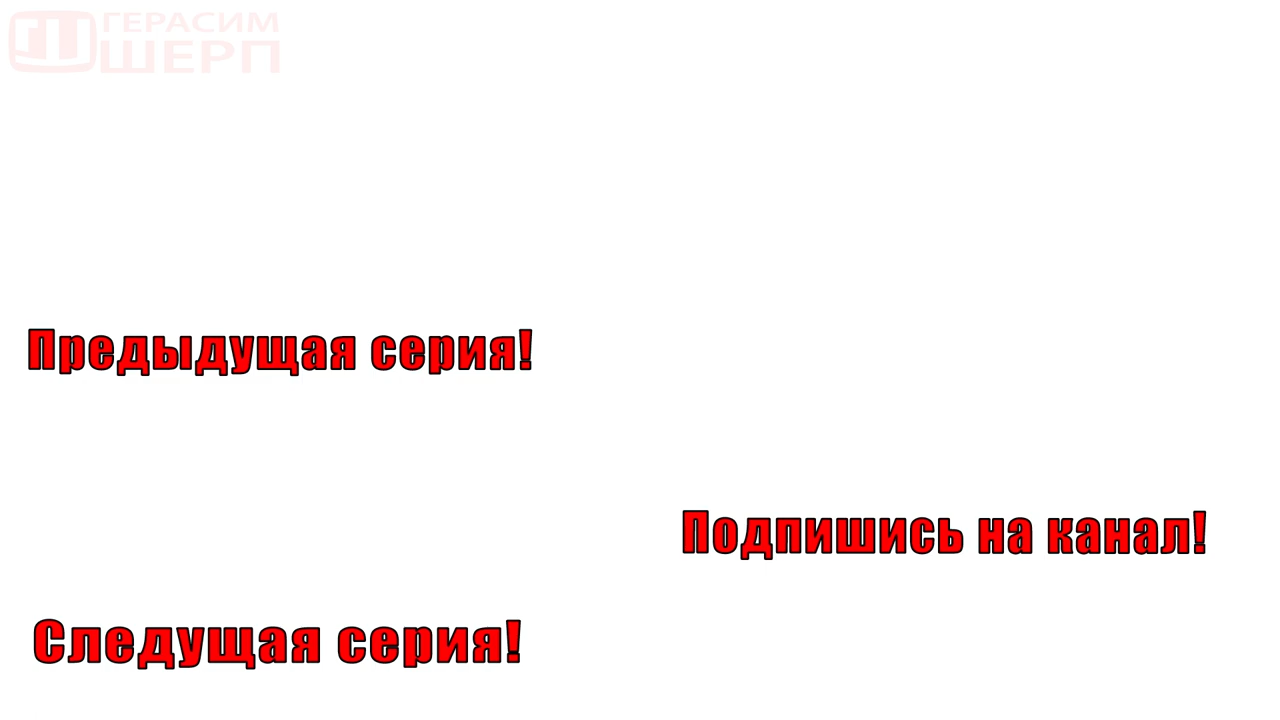 ГЕРАСИМ
ШЕРП
Предыдущая серия!
Подпишись на канал!
Следущая серия!